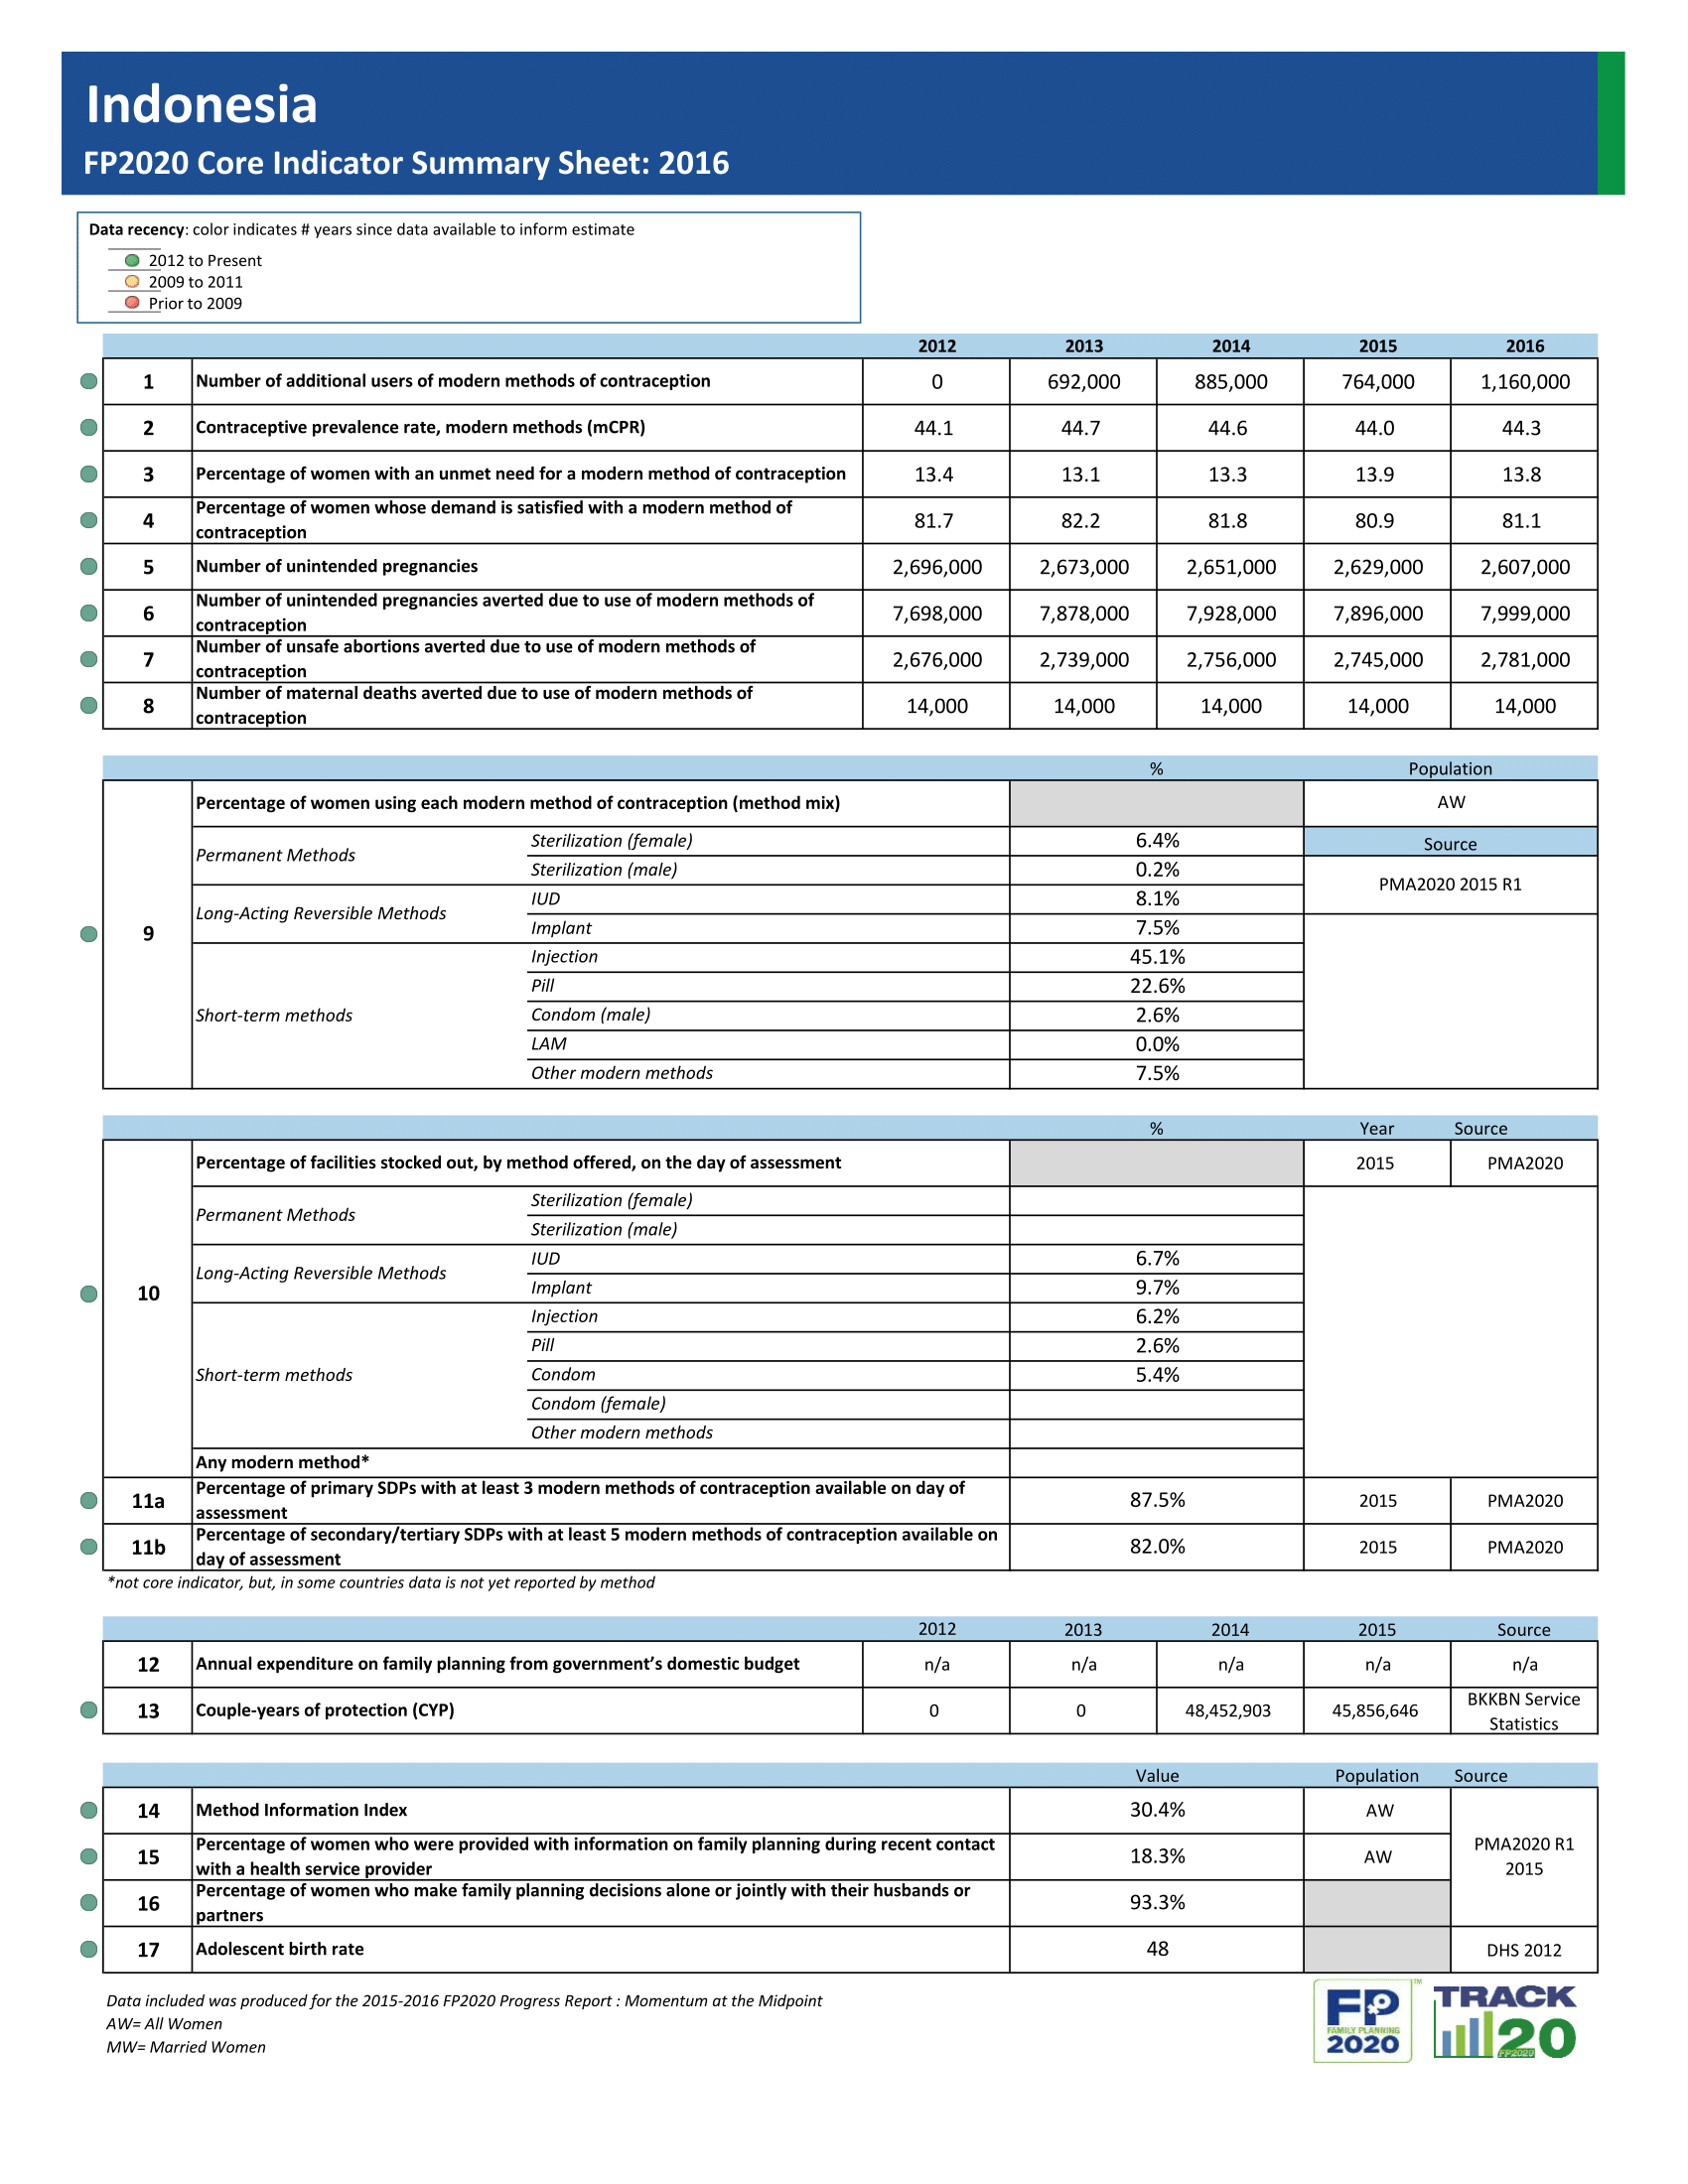 Indonesia
FP2020 Core Indicator Summary Sheet: 2016
Data recency: color indicates # years since data available to inform estimate
2012 to Present
2009 to 2011
Prior to 2009
2012 2013 2014 2015 2016
1 Number of additional users of modern methods of contraception 0 692,000 885,000 764,000 1,160,000
2 Contraceptive prevalence rate, modern methods (mCPR) 44.1 44.7 44.6 44.0 44.3
3 Percentage of women with an unmet need for a modern method of contraception 13.4 13.1 13.3 13.9 13.8
4 Percentage of women whose demand is satisfied with a modern method of
contraception 81.7 82.2 81.8 80.9 81.1
5 Number of unintended pregnancies 2,696,000 2,673,000 2,651,000 2,629,000 2,607,000
6 Number of unintended pregnancies averted due to use of modern methods of
contraception 7,698,000 7,878,000 7,928,000 7,896,000 7,999,000
7 Number of unsafe abortions averted due to use of modern methods of
contraception 2,676,000 2,739,000 2,756,000 2,745,000 2,781,000
8 Number of maternal deaths averted due to use of modern methods of
contraception 14,000 14,000 14,000 14,000 14,000
% Population
9 Percentage of women using each modern method of contraception (method mix) AW
Permanent Methods Sterilization (female) 6.4% Source
Sterilization (male) 0.2% PMA2020 2015 R1
Long-Acting Reversible Methods IUD 8.1%
Implant 7.5%
Short-term methods Injection 45.1%
Pill 22.6%
Condom (male) 2.6%
LAM 0.0%
Other modern methods 7.5%
% Year Source
10 Percentage of facilities stocked out, by method offered, on the day of assessment 2015 PMA2020
Permanent Methods Sterilization (female)
Sterilization (male)
Long-Acting Reversible Methods IUD 6.7%
Implant 9.7%
Short-term methods Injection 6.2%
Pill 2.6%
Condom 5.4%
Condom (female)
Other modern methods
Any modern method*
11a Percentage of primary SDPs with at least 3 modern methods of contraception available on day of
assessment 87.5% 2015 PMA2020
11b Percentage of secondary/tertiary SDPs with at least 5 modern methods of contraception available on
day of assessment 82.0% 2015 PMA2020
*not core indicator, but, in some countries data is not yet reported by method
2012 2013 2014 2015 Source
12 Annual expenditure on family planning from government’s domestic budget n/a n/a n/a n/a n/a
13 Couple-years of protection (CYP) 0 0 48,452,903 45,856,646 BKKBN Service
Statistics
Value Population Source
14 Method Information Index 30.4% AW
15 Percentage of women who were provided with information on family planning during recent contact
with a health service provider 18.3% AW PMA2020 R1
2015
16 Percentage of women who make family planning decisions alone or jointly with their husbands or
partners 93.3%
17 Adolescent birth rate 48 DHS 2012
Data included was produced for the 2015-2016 FP2020 Progress Report : Momentum at the Midpoint
AW= All Women
MW= Married Women
FP
FAMILY PLANNING
2020
TM
TRACK
20
FP2020